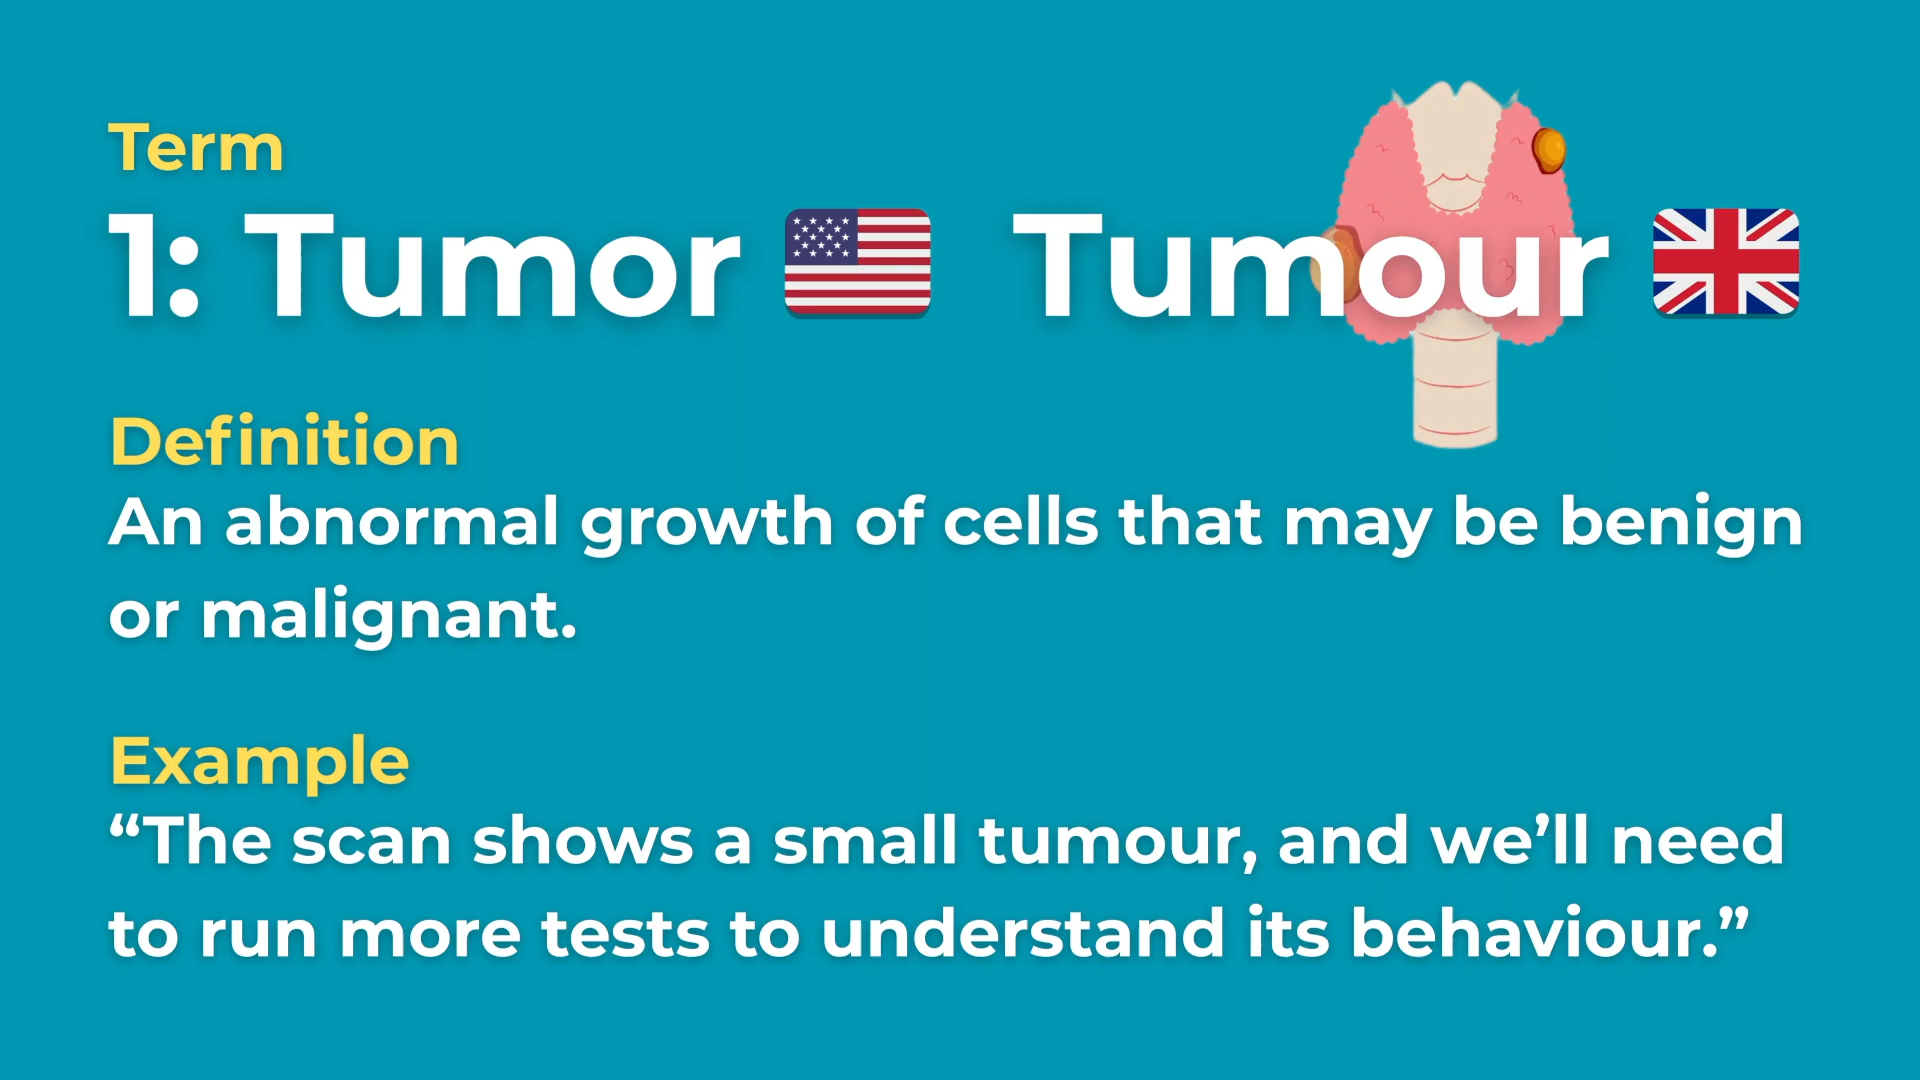 Term
1: Tumor Tumour
Definition
An abnormal growth of cells that may be benign
or malignant.
Example
“The scan shows a small tumour, and we’ll need
to run more tests to understand its behaviour.”